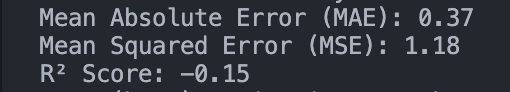 Mean Absolute Error (MAE): 0.37
Mean Squared Error (MSE): 1.18
R² Score: -0.15